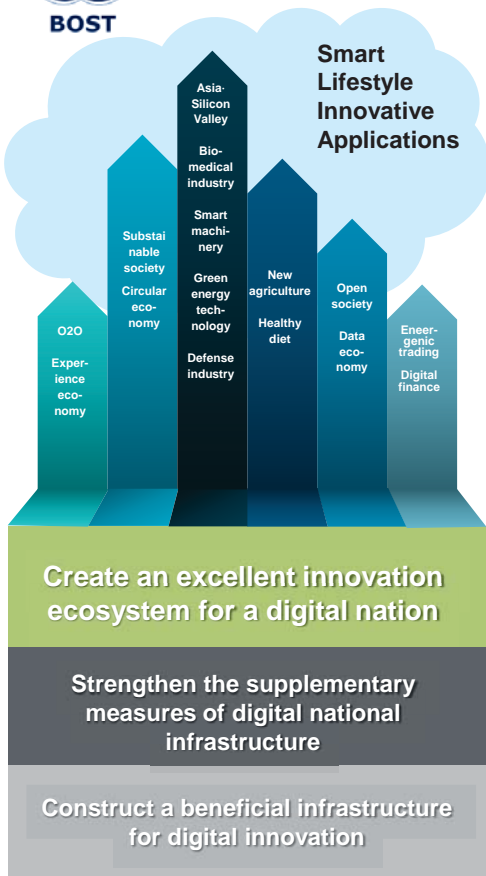 BOST
Smart
Lifestyle
Innovative
Applications
O2O
Exper-
ience
eco-
nomy
Substai
nable
society
Circular
eco-
nomy
Asia·
Silicon
Valley
Bio-
medical
industry
Smart
machi-
nery
Green
energy
tech-
nology
Defense
industry
New
agriculture
Healthy
diet
Open
society
Data
eco-
nomy
Eneer-
genic
trading
Digital
finance
Create an excellent innovation
ecosystem for a digital nation
Strengthen the supplementary
measures of digital national
infrastructure
Construct a beneficial infrastructure
for digital innovation